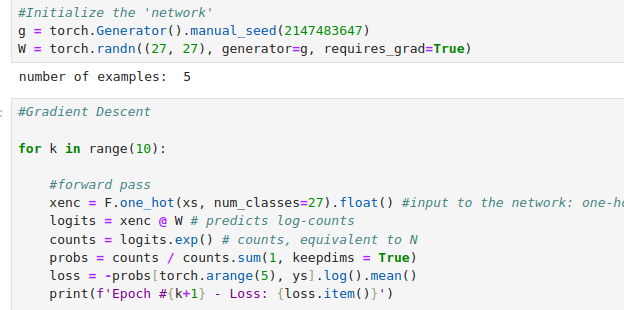 #Initialize the 'network'
g = torch.Generator().manual_seed(2147483647)
W = torch.randn((27, 27), generator=g, requires_grad=True)
number of examples:  5
:
#Gradient Descent
for k in range(10):
#forward pass
xenc = F.one_hot(xs, num_classes=27).float() #input to the network: one-ho
logits = xenc @ W # predicts log-counts
counts = logits.exp() # counts, equivalent to N
probs = counts / counts.sum(1, keepdims = True)
loss = -probs[torch.arange(5), ys].log().mean()
print(f'Epoch #{k+1} - Loss: {loss.item()}')